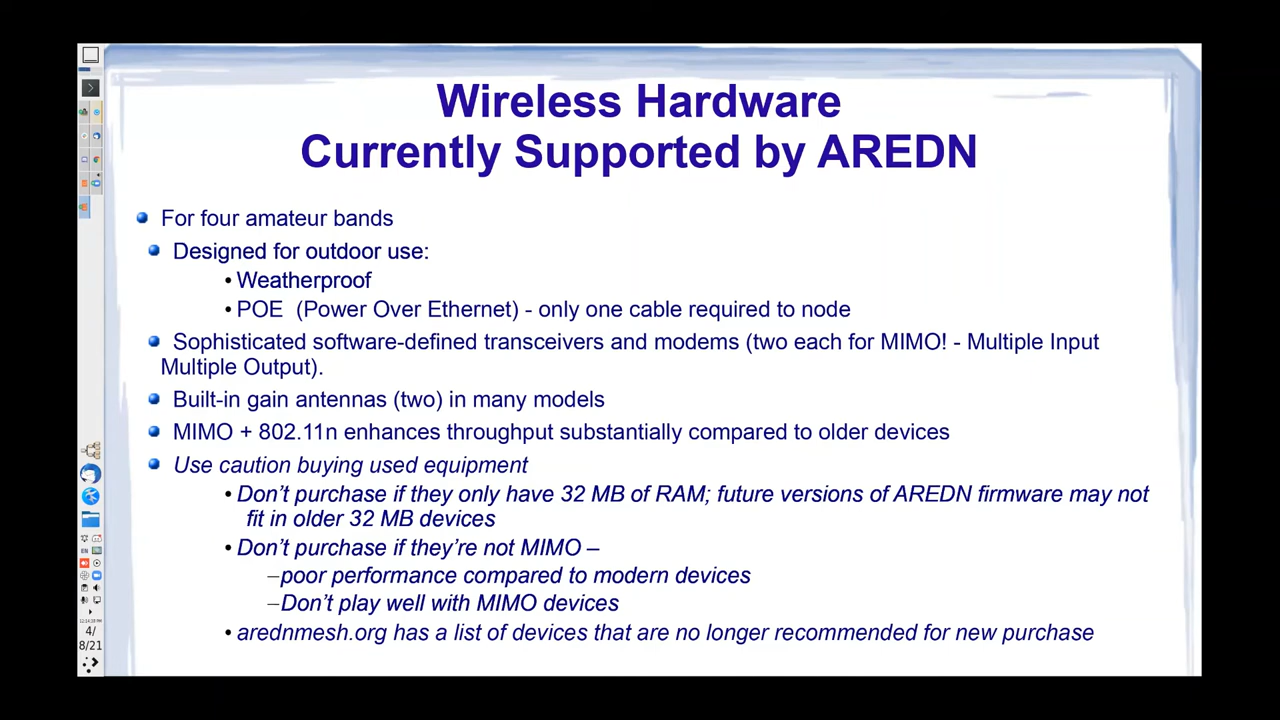 Wireless Hardware
Currently Supported by AREDN
For four amateur bands
Designed for outdoor use:
• Weatherproof
• POE (Power Over Ethernet) - only one cable required to node
Sophisticated software-defined transceivers and modems (two each for MIMO! - Multiple Input
Multiple Output).
Built-in gain antennas (two) in many models
MIMO + 802.11n enhances throughput substantially compared to older devices
Use caution buying used equipment
• Don't purchase if they only have 32 MB of RAM; future versions of AREDN firmware may not
fit in older 32 MB devices
• Don't purchase if they're not MIMO –
–poor performance compared to modern devices
–Don't play well with MIMO devices
• arednmesh.org has a list of devices that are no longer recommended for new purchase
EN
4/
8/21